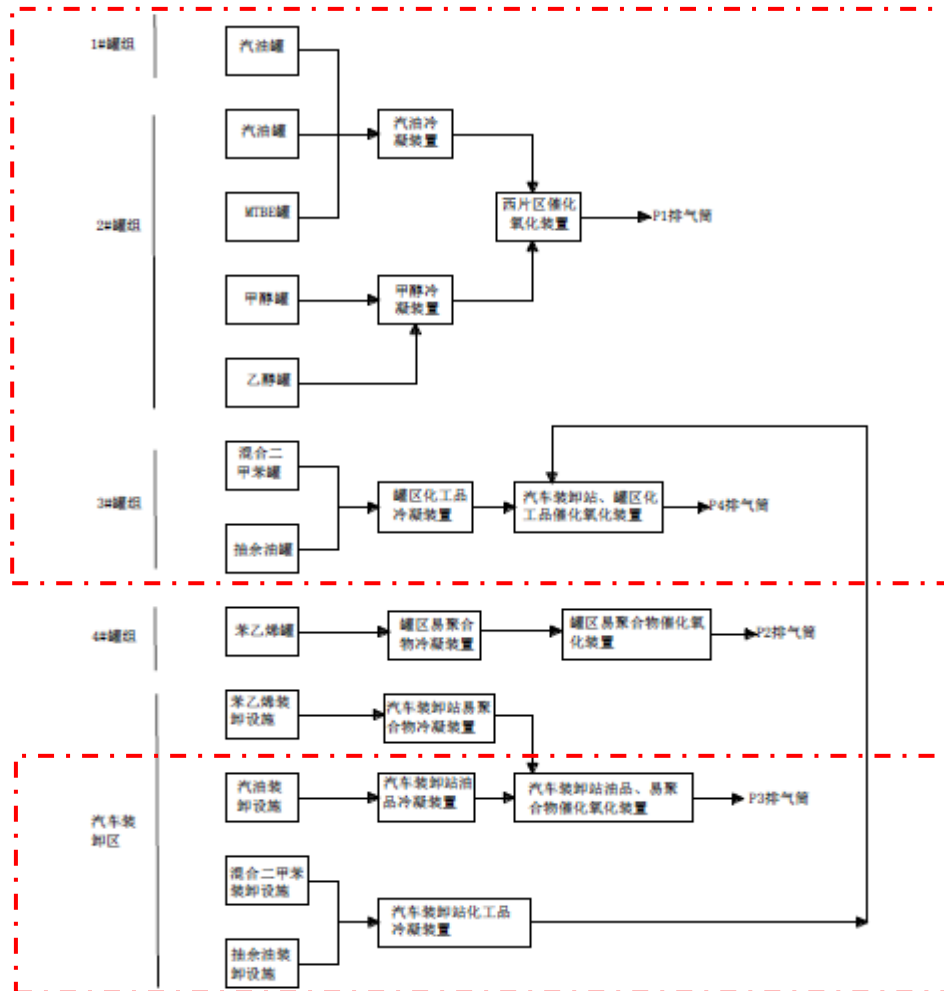 1#罐组
汽油罐
汽油罐
汽油冷
凝装置
2#罐组
MTBE罐
西片区催化
氧化装置
P1排气筒
甲醇罐
甲醇冷
凝装置
乙醇罐
3#罐组
混合二
甲苯罐
罐区化工品
冷凝装置
汽车装卸站、罐区化
工品催化氧化装置
P4排气筒
抽余油罐
4#罐组
苯乙烯罐
罐区易聚合
物冷凝装置
罐区易聚合物催化氧
化装置
P2排气筒
苯乙烯装
卸设施
汽车装卸站易聚
合物冷凝装置
汽车装
卸区
汽油装
卸设施
汽车装卸站油
品冷凝装置
汽车装卸站油品、易聚
合物催化氧化装置
P3排气筒
混合二甲苯
装卸设施
汽车装卸站化工品
冷凝装置
抽余油装
卸设施